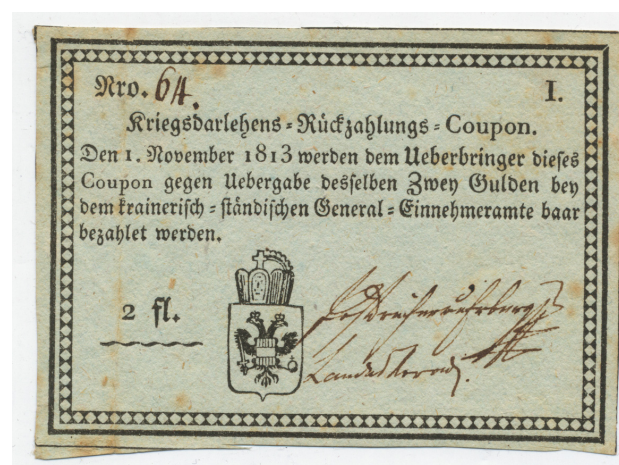 Nro. 64. I.
Kriegsdarlehens-Rückzahlungs-Coupon.
Den 1. November 1813 werden dem Ueberbringer dieses
Coupon gegen Uebergabe desselben Zwey Gulden bey
dem krainerisch-ständischen General-Einnehmeramte baar
bezahlet werden.
2 fl.